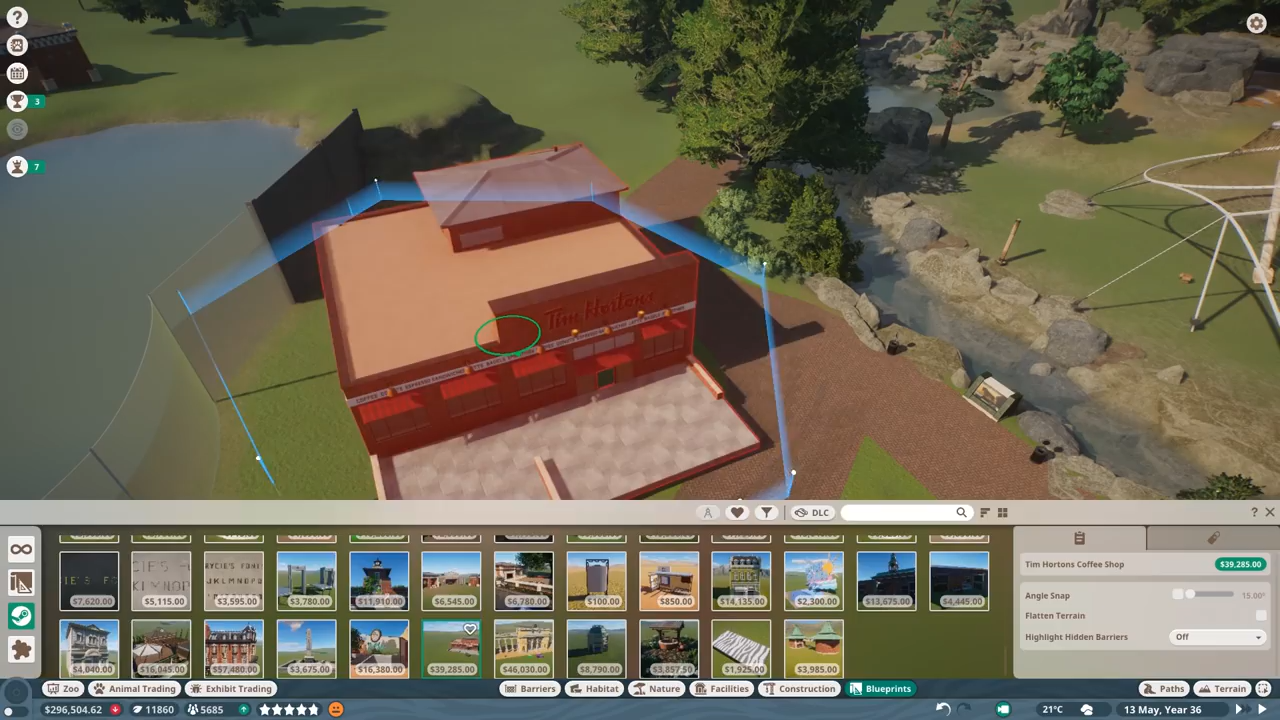 ?
3
7
Tim Hortons
DLC
?
$7,620.00
$5,115.00
$3,595.00
$3,780.00
$11,910.00
$6,545.00
$6,780.00
$100.00
$850.00
$14,135.00
$2,300.00
$13,675.00
$4,445.00
$4,040.00
$16,045.00
$57,480.00
$3,675.00
$16,380.00
$39,285.00
$46,030.00
$8,790.00
$3,857.50
$1,925.00
$3,985.00
Tim Hortons Coffee Shop
$39,285.00
Angle Snap
15.00°
Flatten Terrain
Highlight Hidden Barriers
Off
Zoo
Animal Trading
Exhibit Trading
Barriers
Habitat
Nature
Facilities
Construction
Blueprints
Paths
Terrain
$296,504.62
11860
5685
21°C
13 May, Year 36